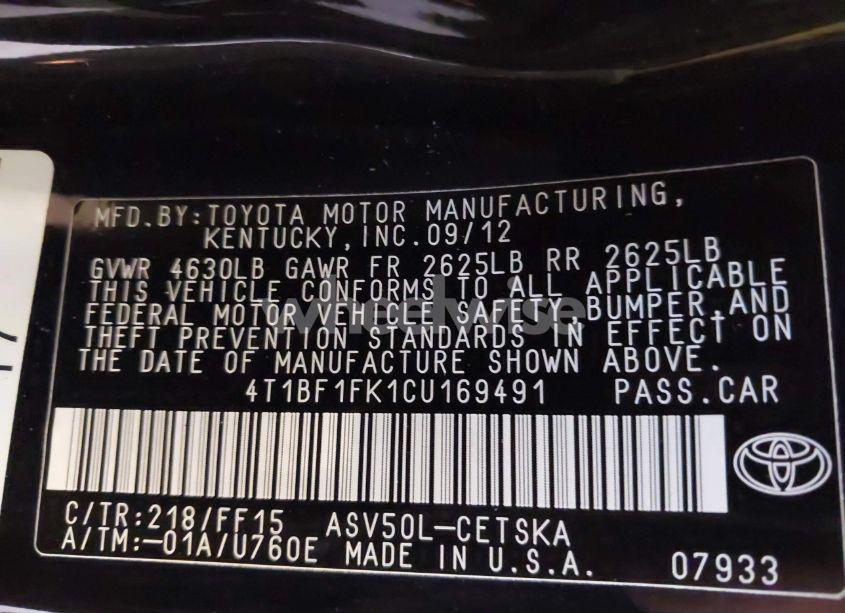 MFD.BY:TOYOTA MOTOR MANUFACTURING,
KENTUCKY,INC.09/12
GVWR 4630LB GAWR FR 2625LB RR 2625LB
THIS VEHICLE CONFORMS TO ALL APPLICABLE
FEDERAL MOTOR VEHICLE SAFETY,BUMPER,AND
THEFT PREVENTION STANDARDS IN EFFECT ON
THE DATE OF MANUFACTURE SHOWN ABOVE.
4T1BF1FK1CU169491 PASS.CAR
C/TR:218/FF15 ASV50L-CETSKA
A/TM:-01A/U760E MADE IN U.S.A. 07933
wheelwise